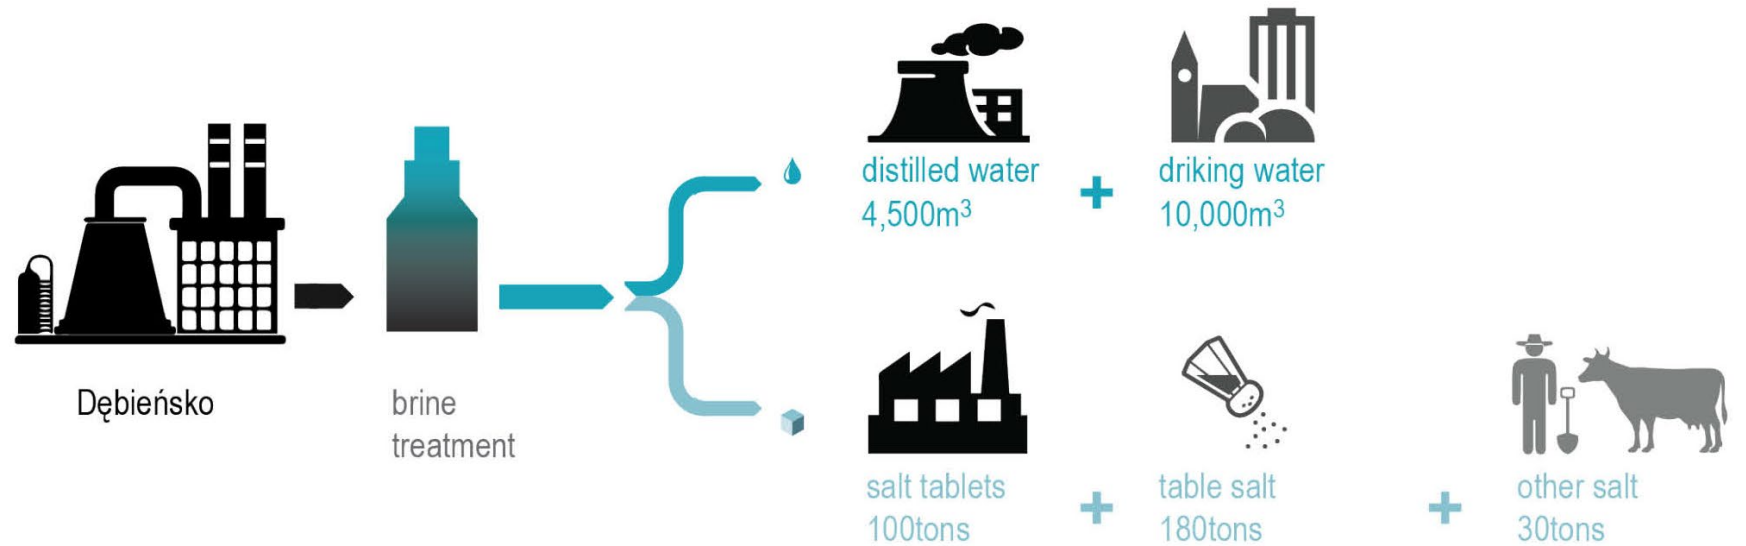 Dębieńsko
brine
treatment
distilled water
4,500m³
+
driking water
10,000m³
salt tablets
100tons
+
table salt
180tons
+
other salt
30tons